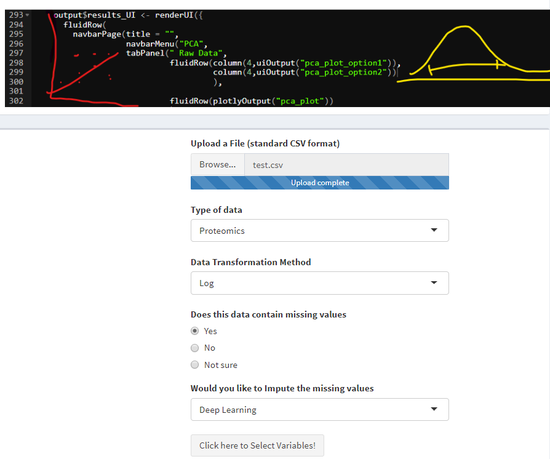 293 output$results_UI <- renderUI({
294 fluidRow(
295 navbarPage(title = "",
296 navbarMenu("PCA",
297 tabPanel(" Raw Data",
298 fluidRow(column(4,uiOutput("pca_plot_option1")),
299 column(4,uiOutput("pca_plot_option2"))
300 ),
301
302 fluidRow(plotlyOutput("pca_plot"))
Upload a File (standard CSV format)
Browse... test.csv
Upload complete
Type of data
Proteomics
Data Transformation Method
Log
Does this data contain missing values
Yes
No
Not sure
Would you like to Impute the missing values
Deep Learning
Click here to Select Variables!